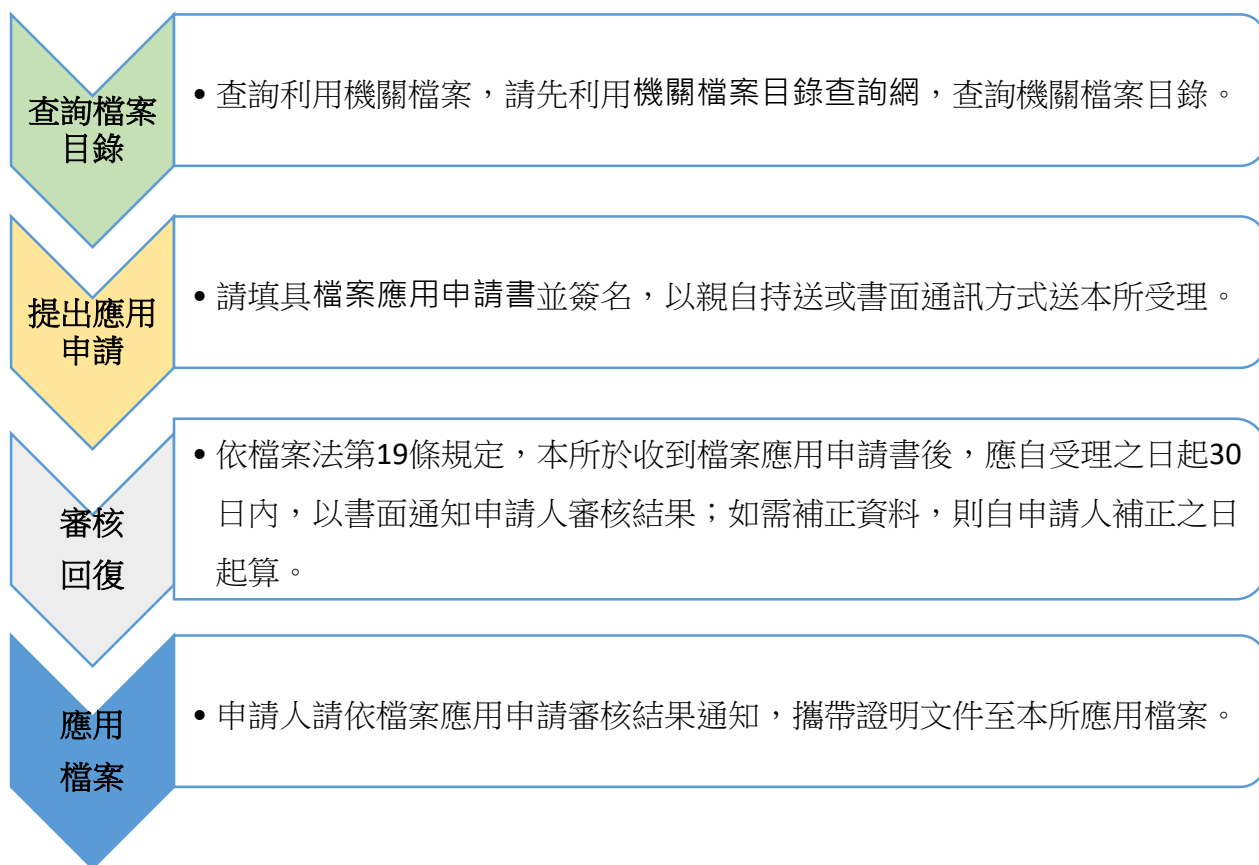 查詢檔案
目錄
• 查詢利用機關檔案，請先利用機關檔案目錄查詢網，查詢機關檔案目錄。
提出應用
申請
• 請填具檔案應用申請書並簽名，以親自持送或書面通訊方式送本所受理。
審核
回復
• 依檔案法第19條規定，本所於收到檔案應用申請書後，應自受理之日起30
日內，以書面通知申請人審核結果；如需補正資料，則自申請人補正之日
起算。
應用
檔案
• 申請人請依檔案應用申請審核結果通知，攜帶證明文件至本所應用檔案。